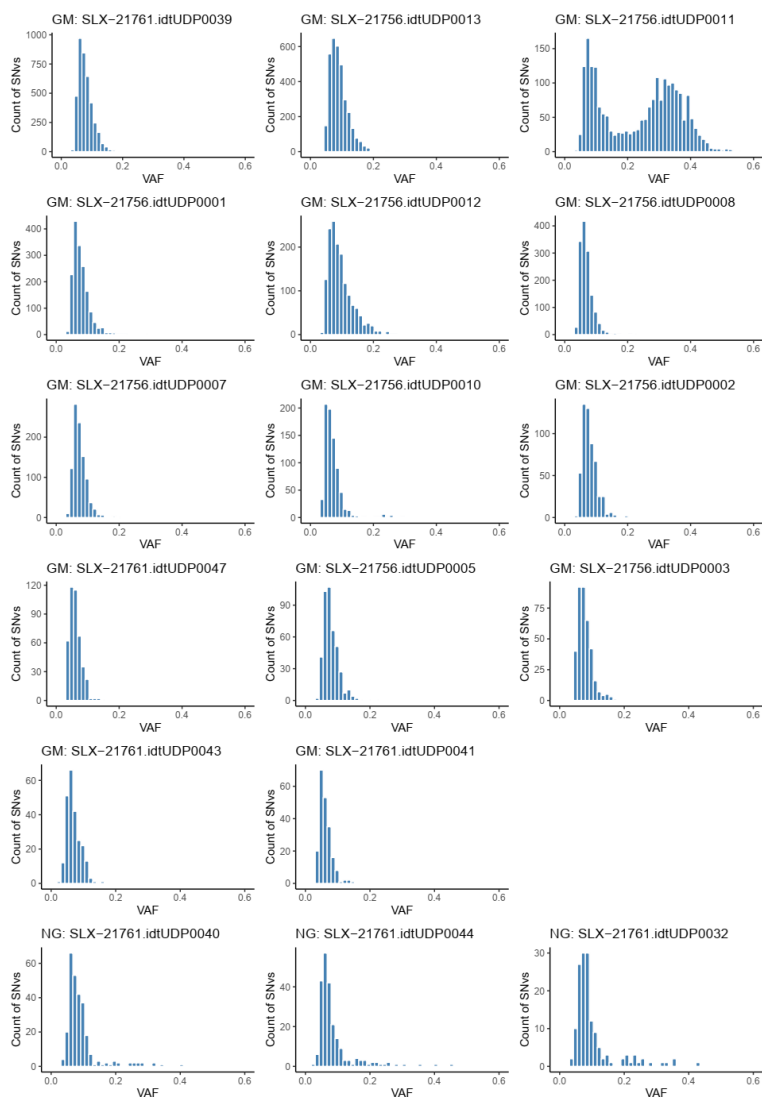 GM: SLX−21761.idtUDP0039
GM: SLX−21756.idtUDP0013
GM: SLX−21756.idtUDP0011
Count of SNvs
1000
750
500
250
0
0.0 0.2 0.4 0.6
VAF
Count of SNvs
600
400
200
0
0.0 0.2 0.4 0.6
VAF
Count of SNvs
150
100
50
0
0.0 0.2 0.4 0.6
VAF
GM: SLX−21756.idtUDP0001
GM: SLX−21756.idtUDP0012
GM: SLX−21756.idtUDP0008
Count of SNvs
400
300
200
100
0
0.0 0.2 0.4 0.6
VAF
Count of SNvs
200
100
0
0.0 0.2 0.4 0.6
VAF
Count of SNvs
400
300
200
100
0
0.0 0.2 0.4 0.6
VAF
GM: SLX−21756.idtUDP0007
GM: SLX−21756.idtUDP0010
GM: SLX−21756.idtUDP0002
Count of SNvs
200
100
0
0.0 0.2 0.4 0.6
VAF
Count of SNvs
200
150
100
50
0
0.0 0.2 0.4 0.6
VAF
Count of SNvs
100
50
0
0.0 0.2 0.4 0.6
VAF
GM: SLX−21761.idtUDP0047
GM: SLX−21756.idtUDP0005
GM: SLX−21756.idtUDP0003
Count of SNvs
120
90
60
30
0
0.0 0.2 0.4 0.6
VAF
Count of SNvs
90
60
30
0
0.0 0.2 0.4 0.6
VAF
Count of SNvs
75
50
25
0
0.0 0.2 0.4 0.6
VAF
GM: SLX−21761.idtUDP0043
GM: SLX−21761.idtUDP0041
Count of SNvs
60
40
20
0
0.0 0.2 0.4 0.6
VAF
Count of SNvs
60
40
20
0
0.0 0.2 0.4 0.6
VAF
NG: SLX−21761.idtUDP0040
NG: SLX−21761.idtUDP0044
NG: SLX−21761.idtUDP0032
Count of SNvs
60
40
20
0
0.0 0.2 0.4 0.6
VAF
Count of SNvs
40
20
0
0.0 0.2 0.4 0.6
VAF
Count of SNvs
30
20
10
0
0.0 0.2 0.4 0.6
VAF